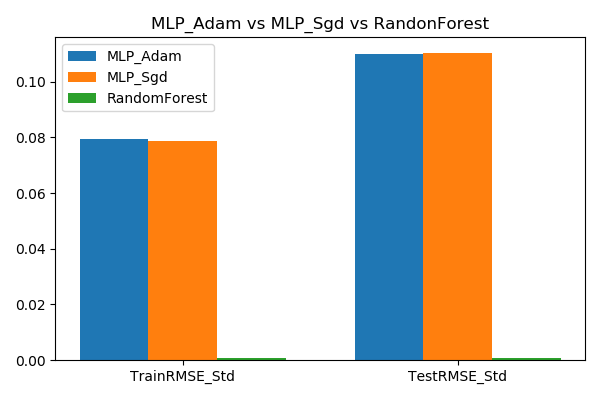 MLP_Adam vs MLP_Sgd vs RandonForest
MLP_Adam
MLP_Sgd
RandomForest
0.10
0.08
0.06
0.04
0.02
0.00
TrainRMSE_Std
TestRMSE_Std